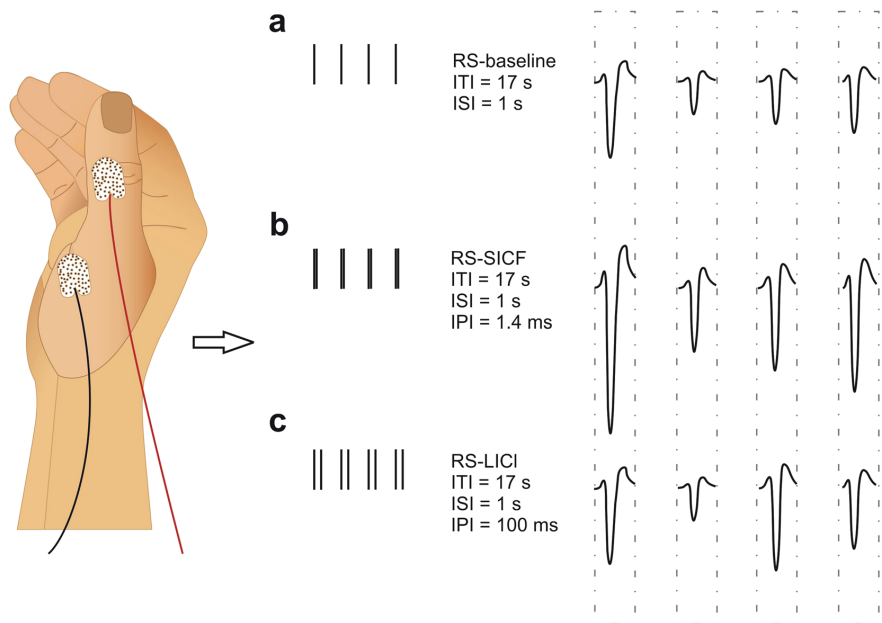 a
RS-baseline
ITI = 17 s
ISI = 1 s
b
RS-SICF
ITI = 17 s
ISI = 1 s
IPI = 1.4 ms
c
RS-LICI
ITI = 17 s
ISI = 1 s
IPI = 100 ms